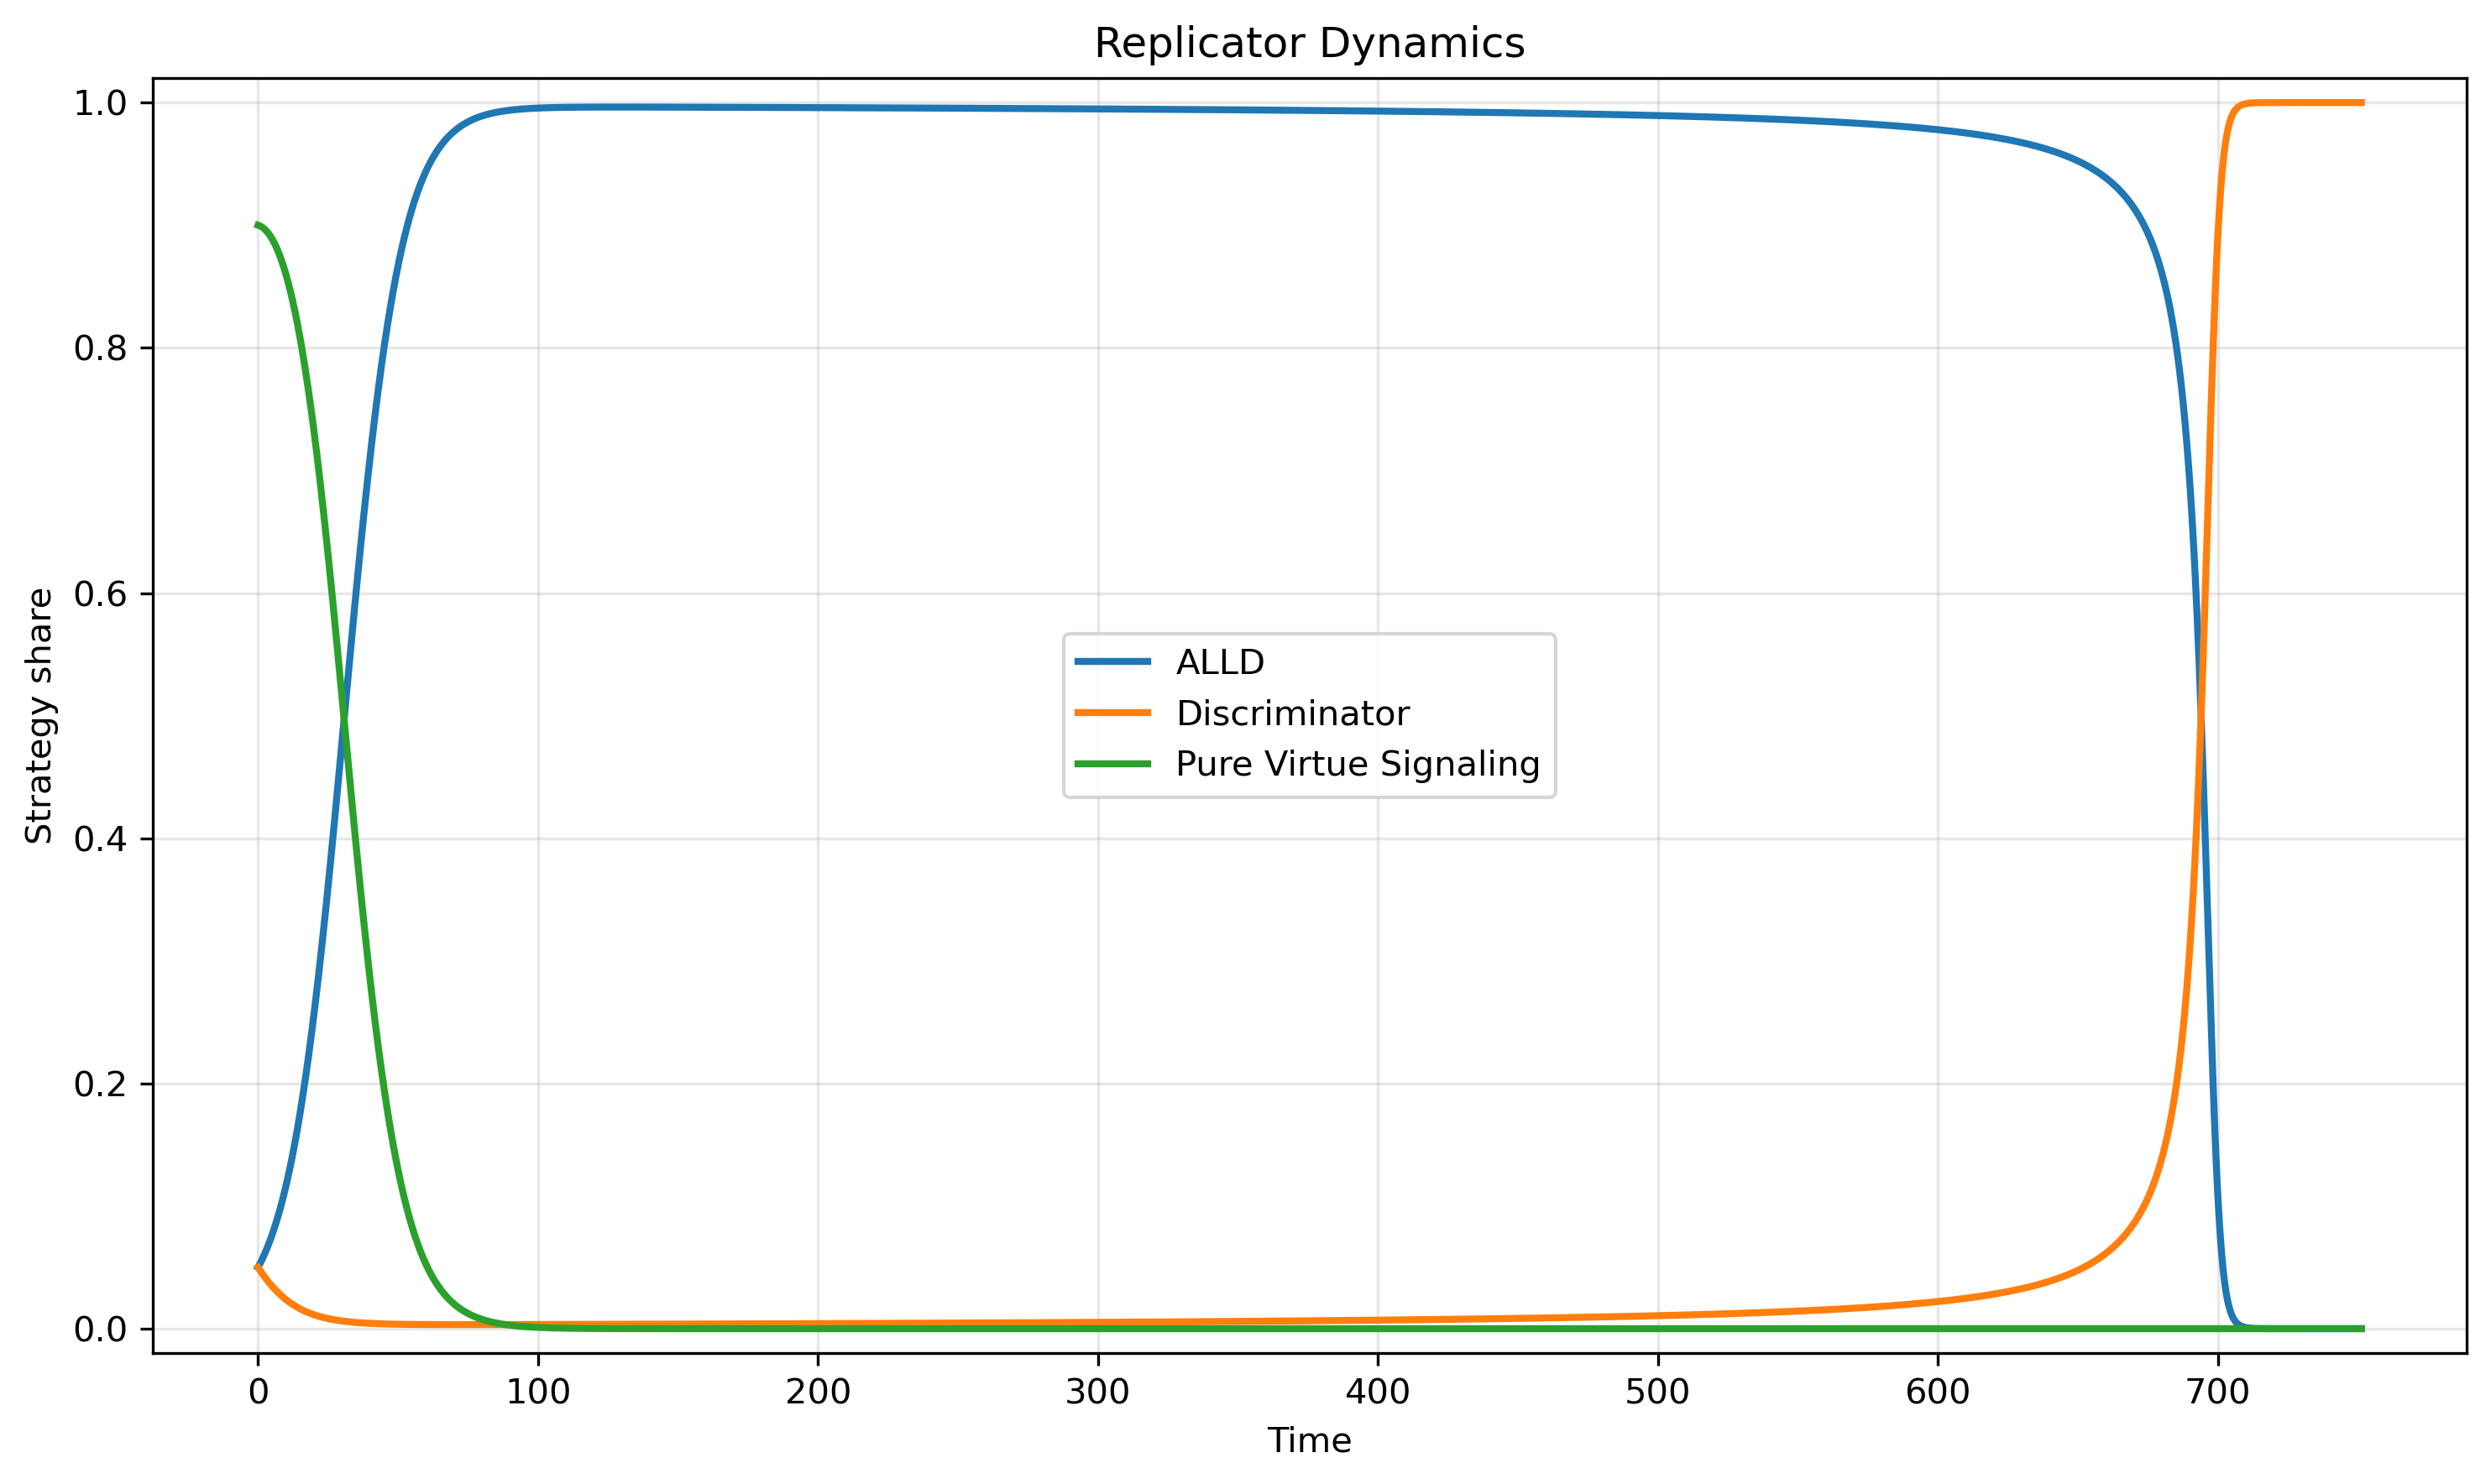 Replicator Dynamics
Strategy share
1.0
0.8
0.6
0.4
0.2
0.0
ALLD
Discriminator
Pure Virtue Signaling
0 100 200 300 400 500 600 700
Time